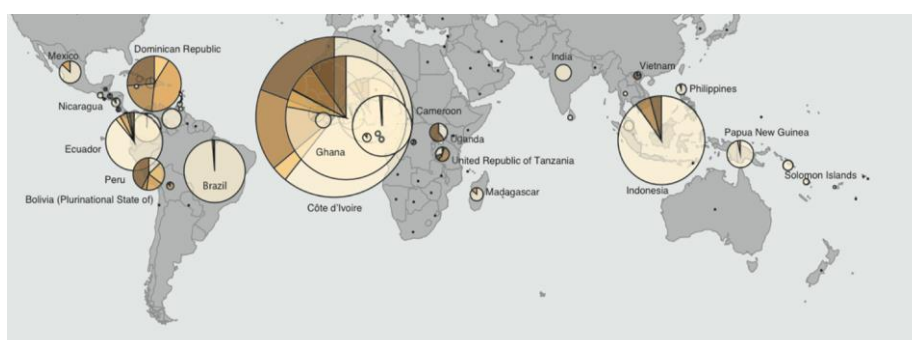 Mexico
Dominican Republic
Nicaragua
Ecuador
Peru
Bolivia (Plurinational State of)
Brazil
Ghana
Côte d'Ivoire
Cameroon
Uganda
United Republic of Tanzania
Madagascar
India
Vietnam
Philippines
Indonesia
Papua New Guinea
Solomon Islands